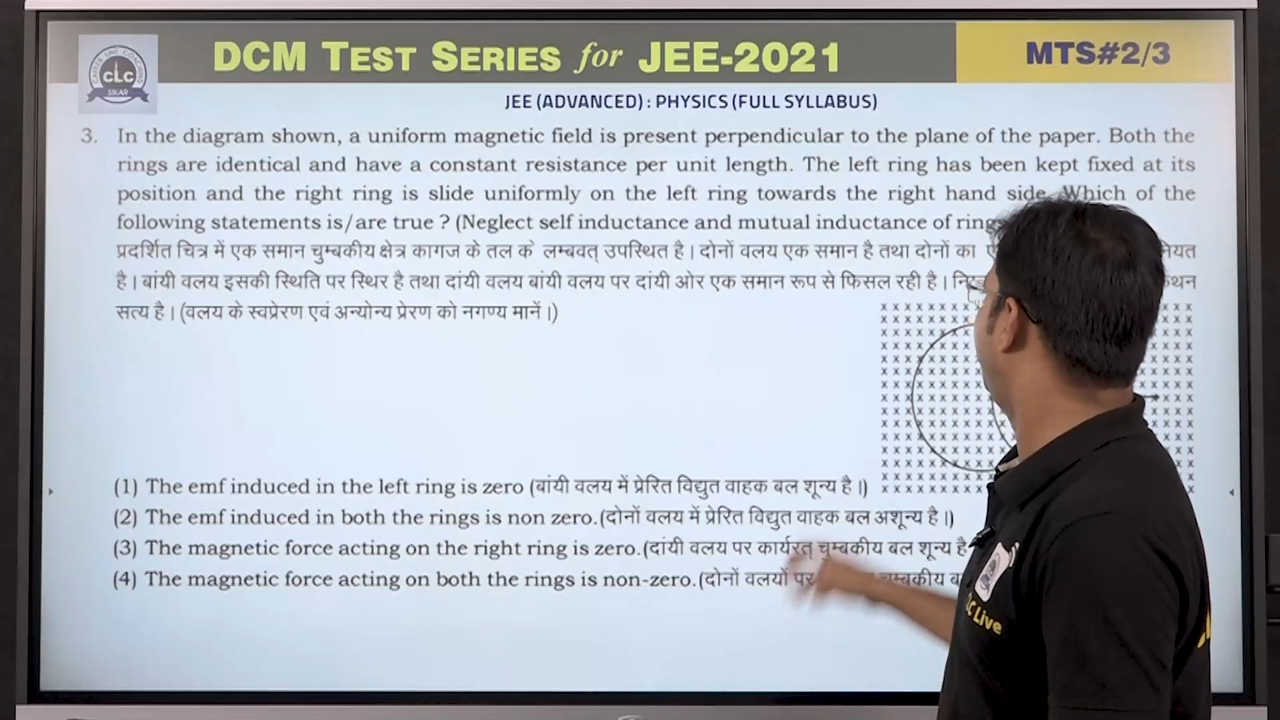 DCM TEST SERIES for JEE-2021
MTS#2/3
CLC
SIKAR
JEE (ADVANCED) : PHYSICS (FULL SYLLABUS)
3. In the diagram shown, a uniform magnetic field is present perpendicular to the plane of the paper. Both the
rings are identical and have a constant resistance per unit length. The left ring has been kept fixed at its
position and the right ring is slide uniformly on the left ring towards the right hand side. Which of the
following statements is/are true ? (Neglect self inductance and mutual inductance of
प्रदर्शित चित्र में एक समान चुम्बकीय क्षेत्र कागज के तल के लम्बवत् उपस्थित है। दोनों वलय एक समान है तथा दोनों का
है। बांयी वलय इसकी स्थिति पर स्थिर है तथा दांयी वलय बांयी वलय पर दांयी ओर एक समान रूप से फिसल रही है।
सत्य है। (वलय के स्वप्रेरण एवं अन्योन्य प्रेरण को नगण्य मानें।)
(1) The emf induced in the left ring is zero (बांयी वलय में प्रेरित विद्युत वाहक बल शून्य है।)
(2) The emf induced in both the rings is non zero.(दोनों वलय में प्रेरित विद्युत वाहक बल अशून्य है।)
(3) The magnetic force acting on the right ring is zero.(दांयी वलय पर कार्यरत् चुम्बकीय बल शून्य है
(4) The magnetic force acting on both the rings is non-zero.(दोनों वलयों पर चुम्बकीय
Live